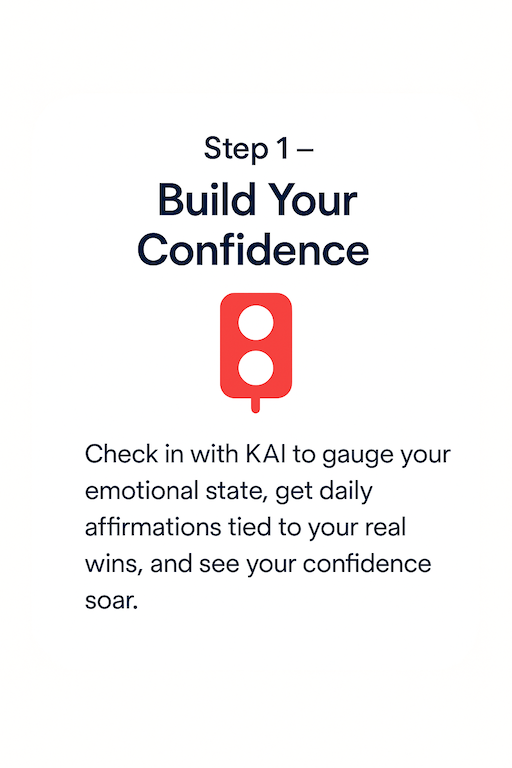 Step 1 –
Build Your
Confidence
Check in with KAI to gauge your
emotional state, get daily
affirmations tied to your real
wins, and see your confidence
soar.